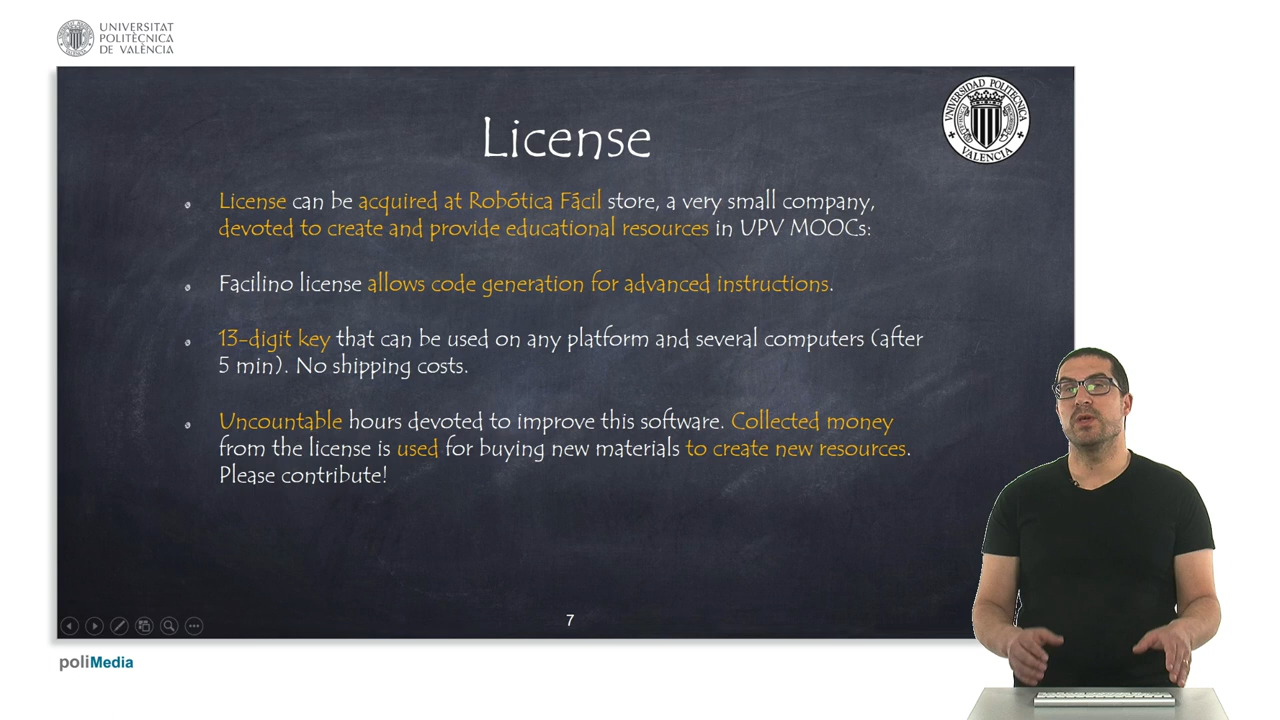 UNIVERSITAT
POLITÈCNICA
DE VALÈNCIA
UNIVERSIDAD POLITECNICA
VALENCIA
License
License can be acquired at Robótica Fácil store, a very small company,
devoted to create and provide educational resources in UPV MOOCs:
Facilino license allows code generation for advanced instructions.
13-digit key that can be used on any platform and several computers (after
5 min). No shipping costs.
Uncountable hours devoted to improve this software. Collected money
from the license is used for buying new materials to create new resources.
Please contribute!
7
poliMedia